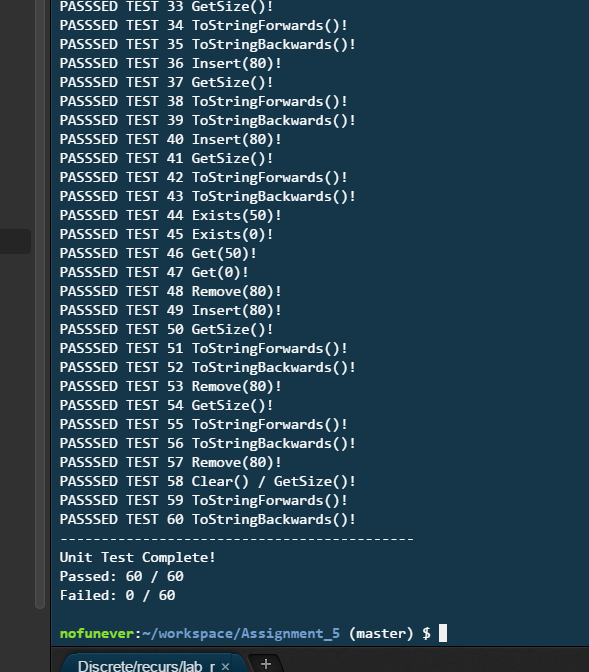 PASSSED TEST 33 GetSize()!
PASSSED TEST 34 ToStringForwards()!
PASSSED TEST 35 ToStringBackwards()!
PASSSED TEST 36 Insert(80)!
PASSSED TEST 37 GetSize()!
PASSSED TEST 38 ToStringForwards()!
PASSSED TEST 39 ToStringBackwards()!
PASSSED TEST 40 Insert(80)!
PASSSED TEST 41 GetSize()!
PASSSED TEST 42 ToStringForwards()!
PASSSED TEST 43 ToStringBackwards()!
PASSSED TEST 44 Exists(50)!
PASSSED TEST 45 Exists(0)!
PASSSED TEST 46 Get(50)!
PASSSED TEST 47 Get(0)!
PASSSED TEST 48 Remove(80)!
PASSSED TEST 49 Insert(80)!
PASSSED TEST 50 GetSize()!
PASSSED TEST 51 ToStringForwards()!
PASSSED TEST 52 ToStringBackwards()!
PASSSED TEST 53 Remove(80)!
PASSSED TEST 54 GetSize()!
PASSSED TEST 55 ToStringForwards()!
PASSSED TEST 56 ToStringBackwards()!
PASSSED TEST 57 Remove(80)!
PASSSED TEST 58 Clear() / GetSize()!
PASSSED TEST 59 ToStringForwards()!
PASSSED TEST 60 ToStringBackwards()!
-------------------------------------------
Unit Test Complete!
Passed: 60 / 60
Failed: 0 / 60
nofunever:~/workspace/Assignment_5 (master) $
Discrete/recurs/lab_r × +